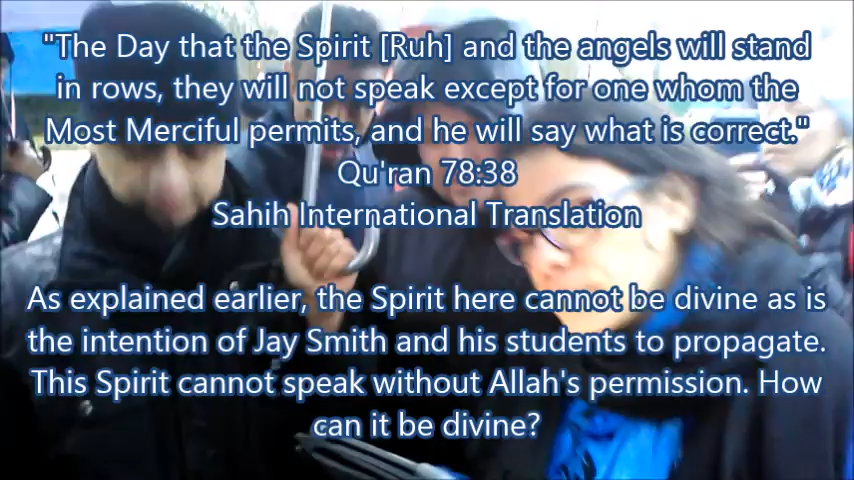 "The Day that the Spirit [Ruh] and the angels will stand
in rows, they will not speak except for one whom the
Most Merciful permits, and he will say what is correct."
Qu'ran 78:38
Sahih International Translation
As explained earlier, the Spirit here cannot be divine as is
the intention of Jay Smith and his students to propagate.
This Spirit cannot speak without Allah's permission. How
can it be divine?